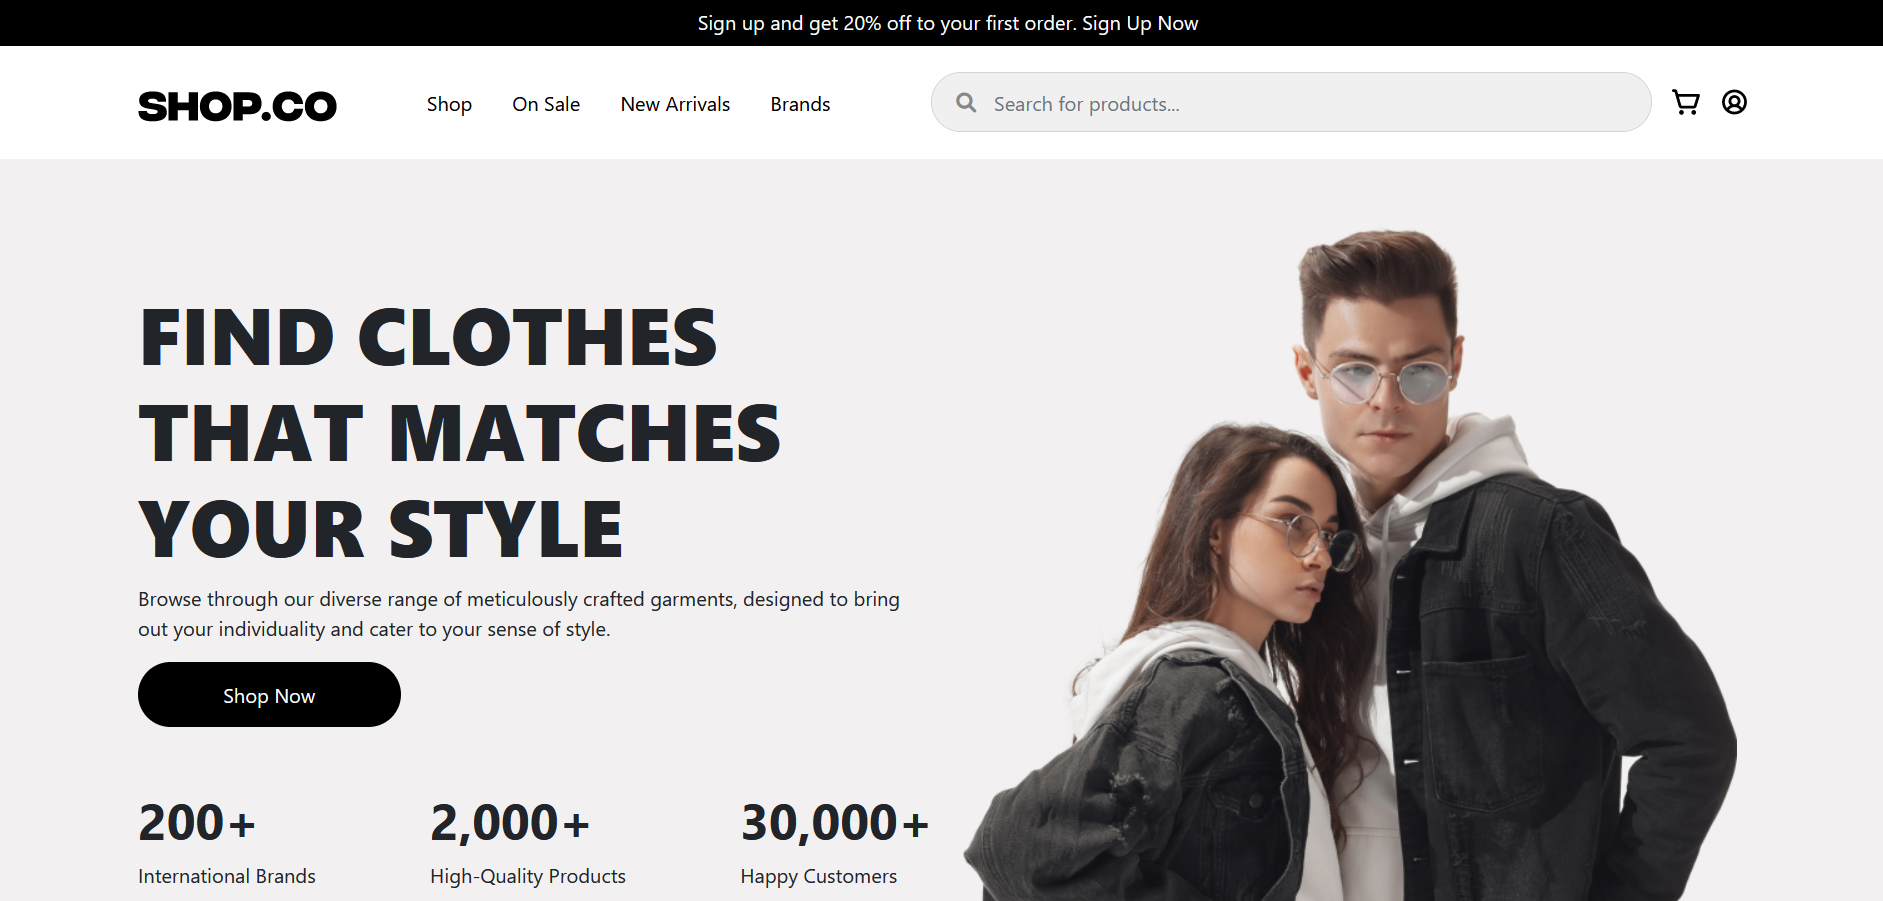 Sign up and get 20% off to your first order. Sign Up Now
SHOP.CO
Shop
On Sale
New Arrivals
Brands
Search for products...
FIND CLOTHES
THAT MATCHES
YOUR STYLE
Browse through our diverse range of meticulously crafted garments, designed to bring
out your individuality and cater to your sense of style.
Shop Now
200+
International Brands
2,000+
High-Quality Products
30,000+
Happy Customers